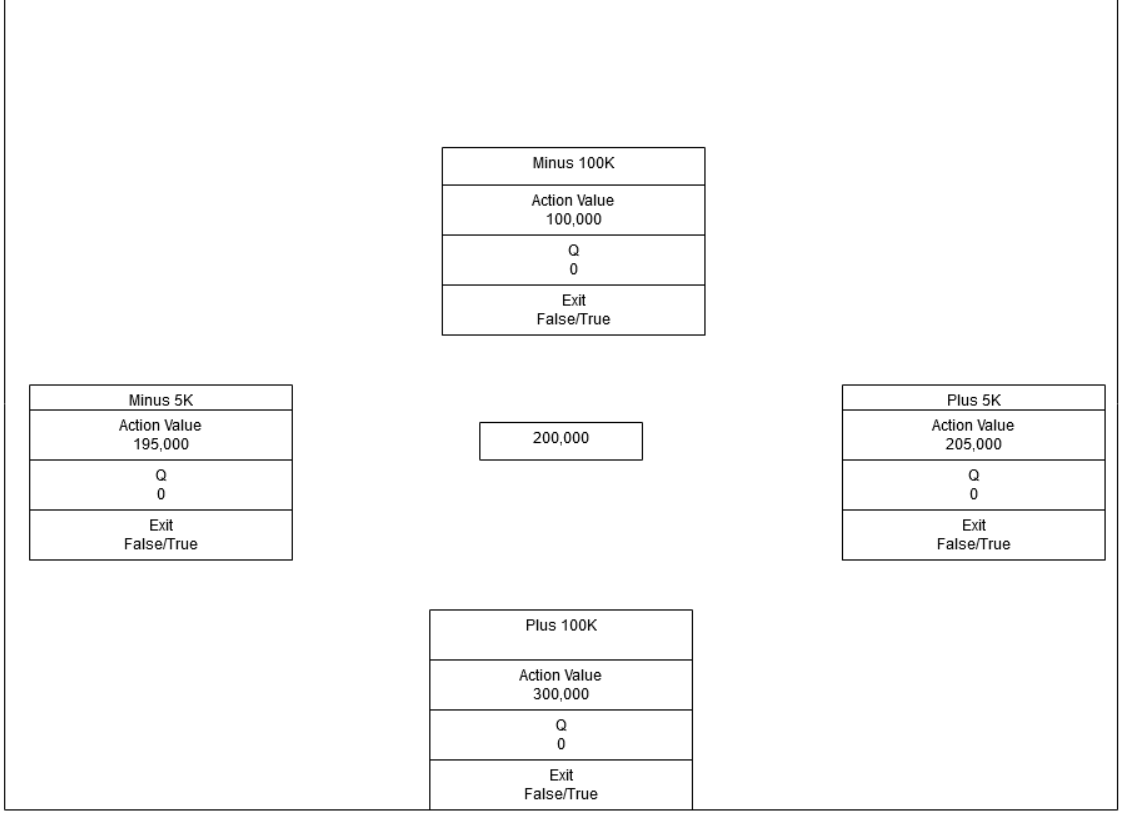 Minus 100K
Action Value
100,000
Q
0
Exit
False/True
Minus 5K
Action Value
195,000
Q
0
Exit
False/True
200,000
Plus 5K
Action Value
205,000
Q
0
Exit
False/True
Plus 100K
Action Value
300,000
Q
0
Exit
False/True